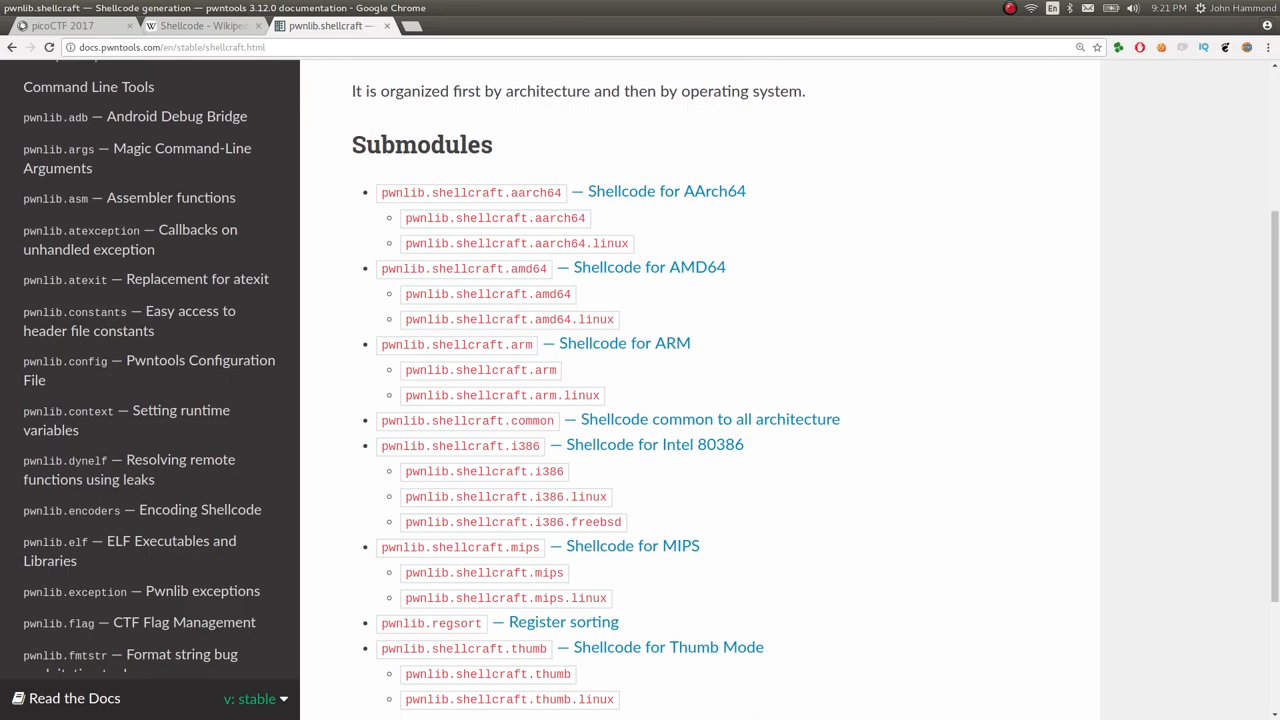 pwnlib.shellcraft — Shellcode generation — pwntools 3.12.0 documentation - Google Chrome
En
9:21 PM
John Hammond
picoCTF 2017
Shellcode - Wikiped
pwnlib.shellcraft —
docs.pwntools.com/en/stable/shellcraft.html
Command Line Tools
pwnlib.adb — Android Debug Bridge
pwnlib.args — Magic Command-Line
Arguments
pwnlib.asm — Assembler functions
pwnlib.atexception — Callbacks on
unhandled exception
pwnlib.atexit — Replacement for atexit
pwnlib.constants — Easy access to
header file constants
pwnlib.config — Pwntools Configuration
File
pwnlib.context — Setting runtime
variables
pwnlib.dynelf — Resolving remote
functions using leaks
pwnlib.encoders — Encoding Shellcode
pwnlib.elf — ELF Executables and
Libraries
pwnlib.exception — Pwnlib exceptions
pwnlib.flag — CTF Flag Management
pwnlib.fmtstr — Format string bug
Read the Docs
v: stable
It is organized first by architecture and then by operating system.
Submodules
pwnlib.shellcraft.aarch64 — Shellcode for AArch64
pwnlib.shellcraft.aarch64
pwnlib.shellcraft.aarch64.linux
pwnlib.shellcraft.amd64 — Shellcode for AMD64
pwnlib.shellcraft.amd64
pwnlib.shellcraft.amd64.linux
pwnlib.shellcraft.arm — Shellcode for ARM
pwnlib.shellcraft.arm
pwnlib.shellcraft.arm.linux
pwnlib.shellcraft.common — Shellcode common to all architecture
pwnlib.shellcraft.i386 — Shellcode for Intel 80386
pwnlib.shellcraft.i386
pwnlib.shellcraft.i386.linux
pwnlib.shellcraft.i386.freebsd
pwnlib.shellcraft.mips — Shellcode for MIPS
pwnlib.shellcraft.mips
pwnlib.shellcraft.mips.linux
pwnlib.regsort — Register sorting
pwnlib.shellcraft.thumb — Shellcode for Thumb Mode
pwnlib.shellcraft.thumb
pwnlib.shellcraft.thumb.linux